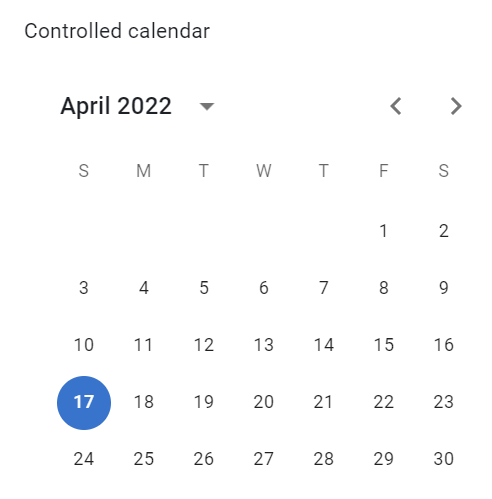 Controlled calendar
April 2022
S M T W T F S
1 2
3 4 5 6 7 8 9
10 11 12 13 14 15 16
17 18 19 20 21 22 23
24 25 26 27 28 29 30